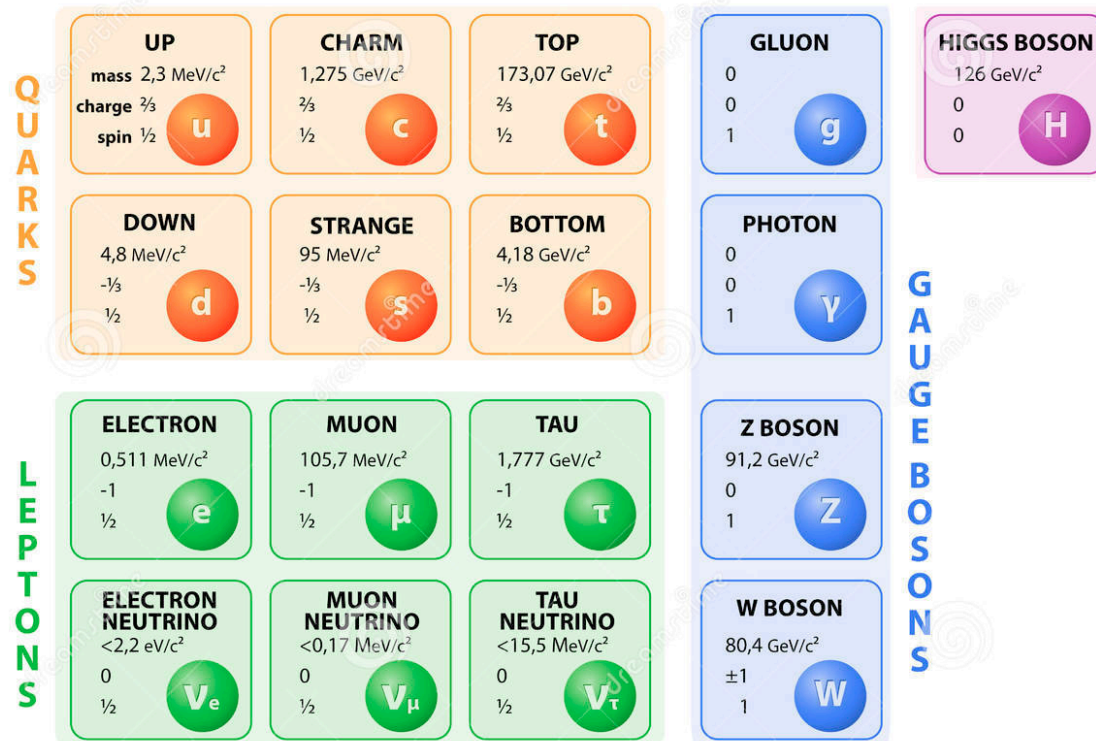 QUARKS
UP
mass 2,3 MeV/c²
charge ⅔
spin ½
u
CHARM
1,275 GeV/c²
⅔
½
c
TOP
173,07 GeV/c²
⅔
½
t
GLUON
0
0
1
g
HIGGS BOSON
126 GeV/c²
0
0
H
DOWN
4,8 MeV/c²
-⅓
½
d
STRANGE
95 MeV/c²
-⅓
½
s
BOTTOM
4,18 GeV/c²
-⅓
½
b
PHOTON
0
0
1
γ
GAUGE BOSONS
LEPTONS
ELECTRON
0,511 MeV/c²
-1
½
e
MUON
105,7 MeV/c²
-1
½
μ
TAU
1,777 GeV/c²
-1
½
τ
Z BOSON
91,2 GeV/c²
0
1
Z
ELECTRON
NEUTRINO
<2,2 eV/c²
0
½
νe
MUON
NEUTRINO
<0,17 MeV/c²
0
½
νμ
TAU
NEUTRINO
<15,5 MeV/c²
0
½
ντ
W BOSON
80,4 GeV/c²
±1
1
W
dreamstime